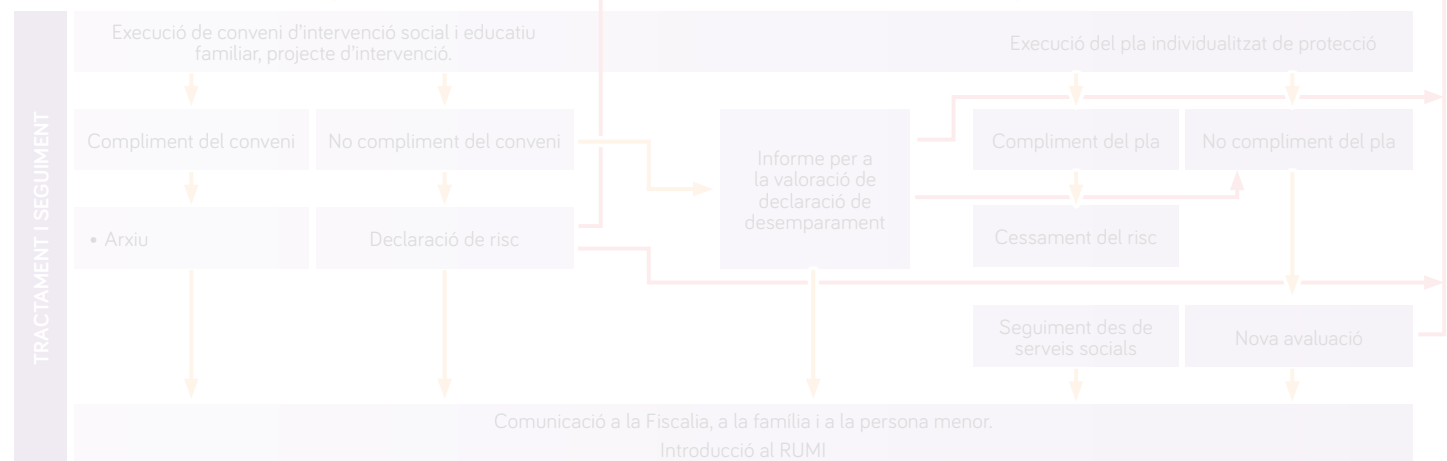 TRACTAMENT I SEGUIMENT
Execució de conveni d'intervenció social i educatiu
familiar, projecte d'intervenció.
Execució del pla individualitzat de protecció
Compliment del conveni
No compliment del conveni
Informe per a
la valoració de
declaració de
desemparament
Compliment del pla
No compliment del pla
• Arxiu
Declaració de risc
Cessament del risc
Seguiment des de
serveis socials
Nova avaluació
Comunicació a la Fiscalia, a la família i a la persona menor.
Introducció al RUMI